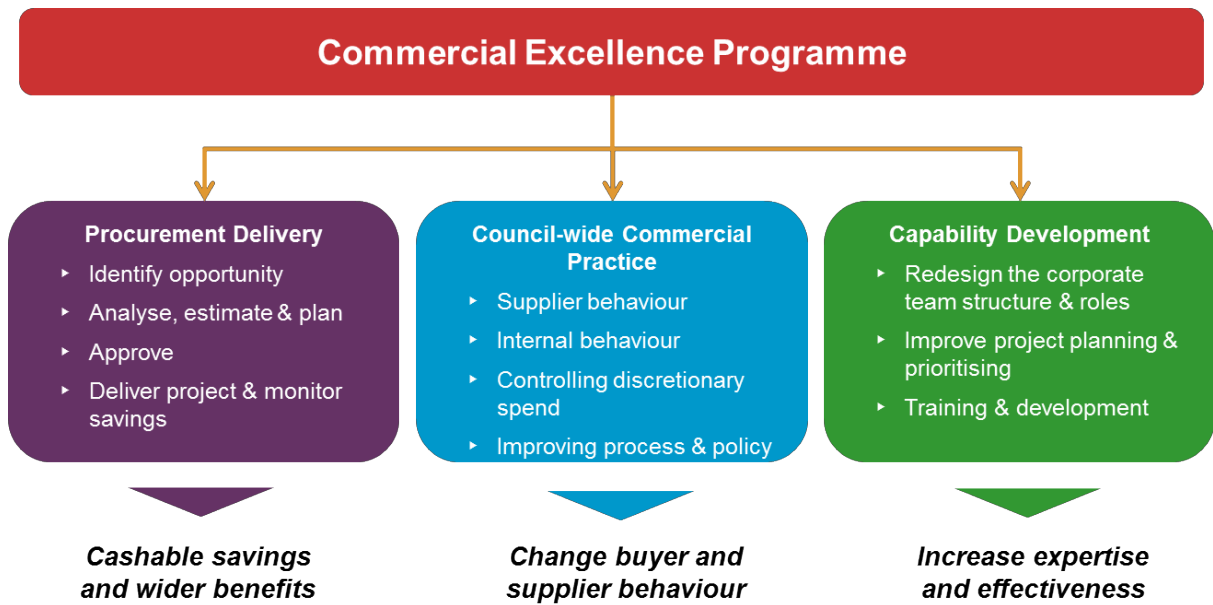 Commercial Excellence Programme
Procurement Delivery
‣ Identify opportunity
‣ Analyse, estimate & plan
‣ Approve
‣ Deliver project & monitor
savings
Council-wide Commercial
Practice
‣ Supplier behaviour
‣ Internal behaviour
‣ Controlling discretionary
spend
‣ Improving process & policy
Capability Development
‣ Redesign the corporate
team structure & roles
‣ Improve project planning &
prioritising
‣ Training & development
Cashable savings
and wider benefits
Change buyer and
supplier behaviour
Increase expertise
and effectiveness